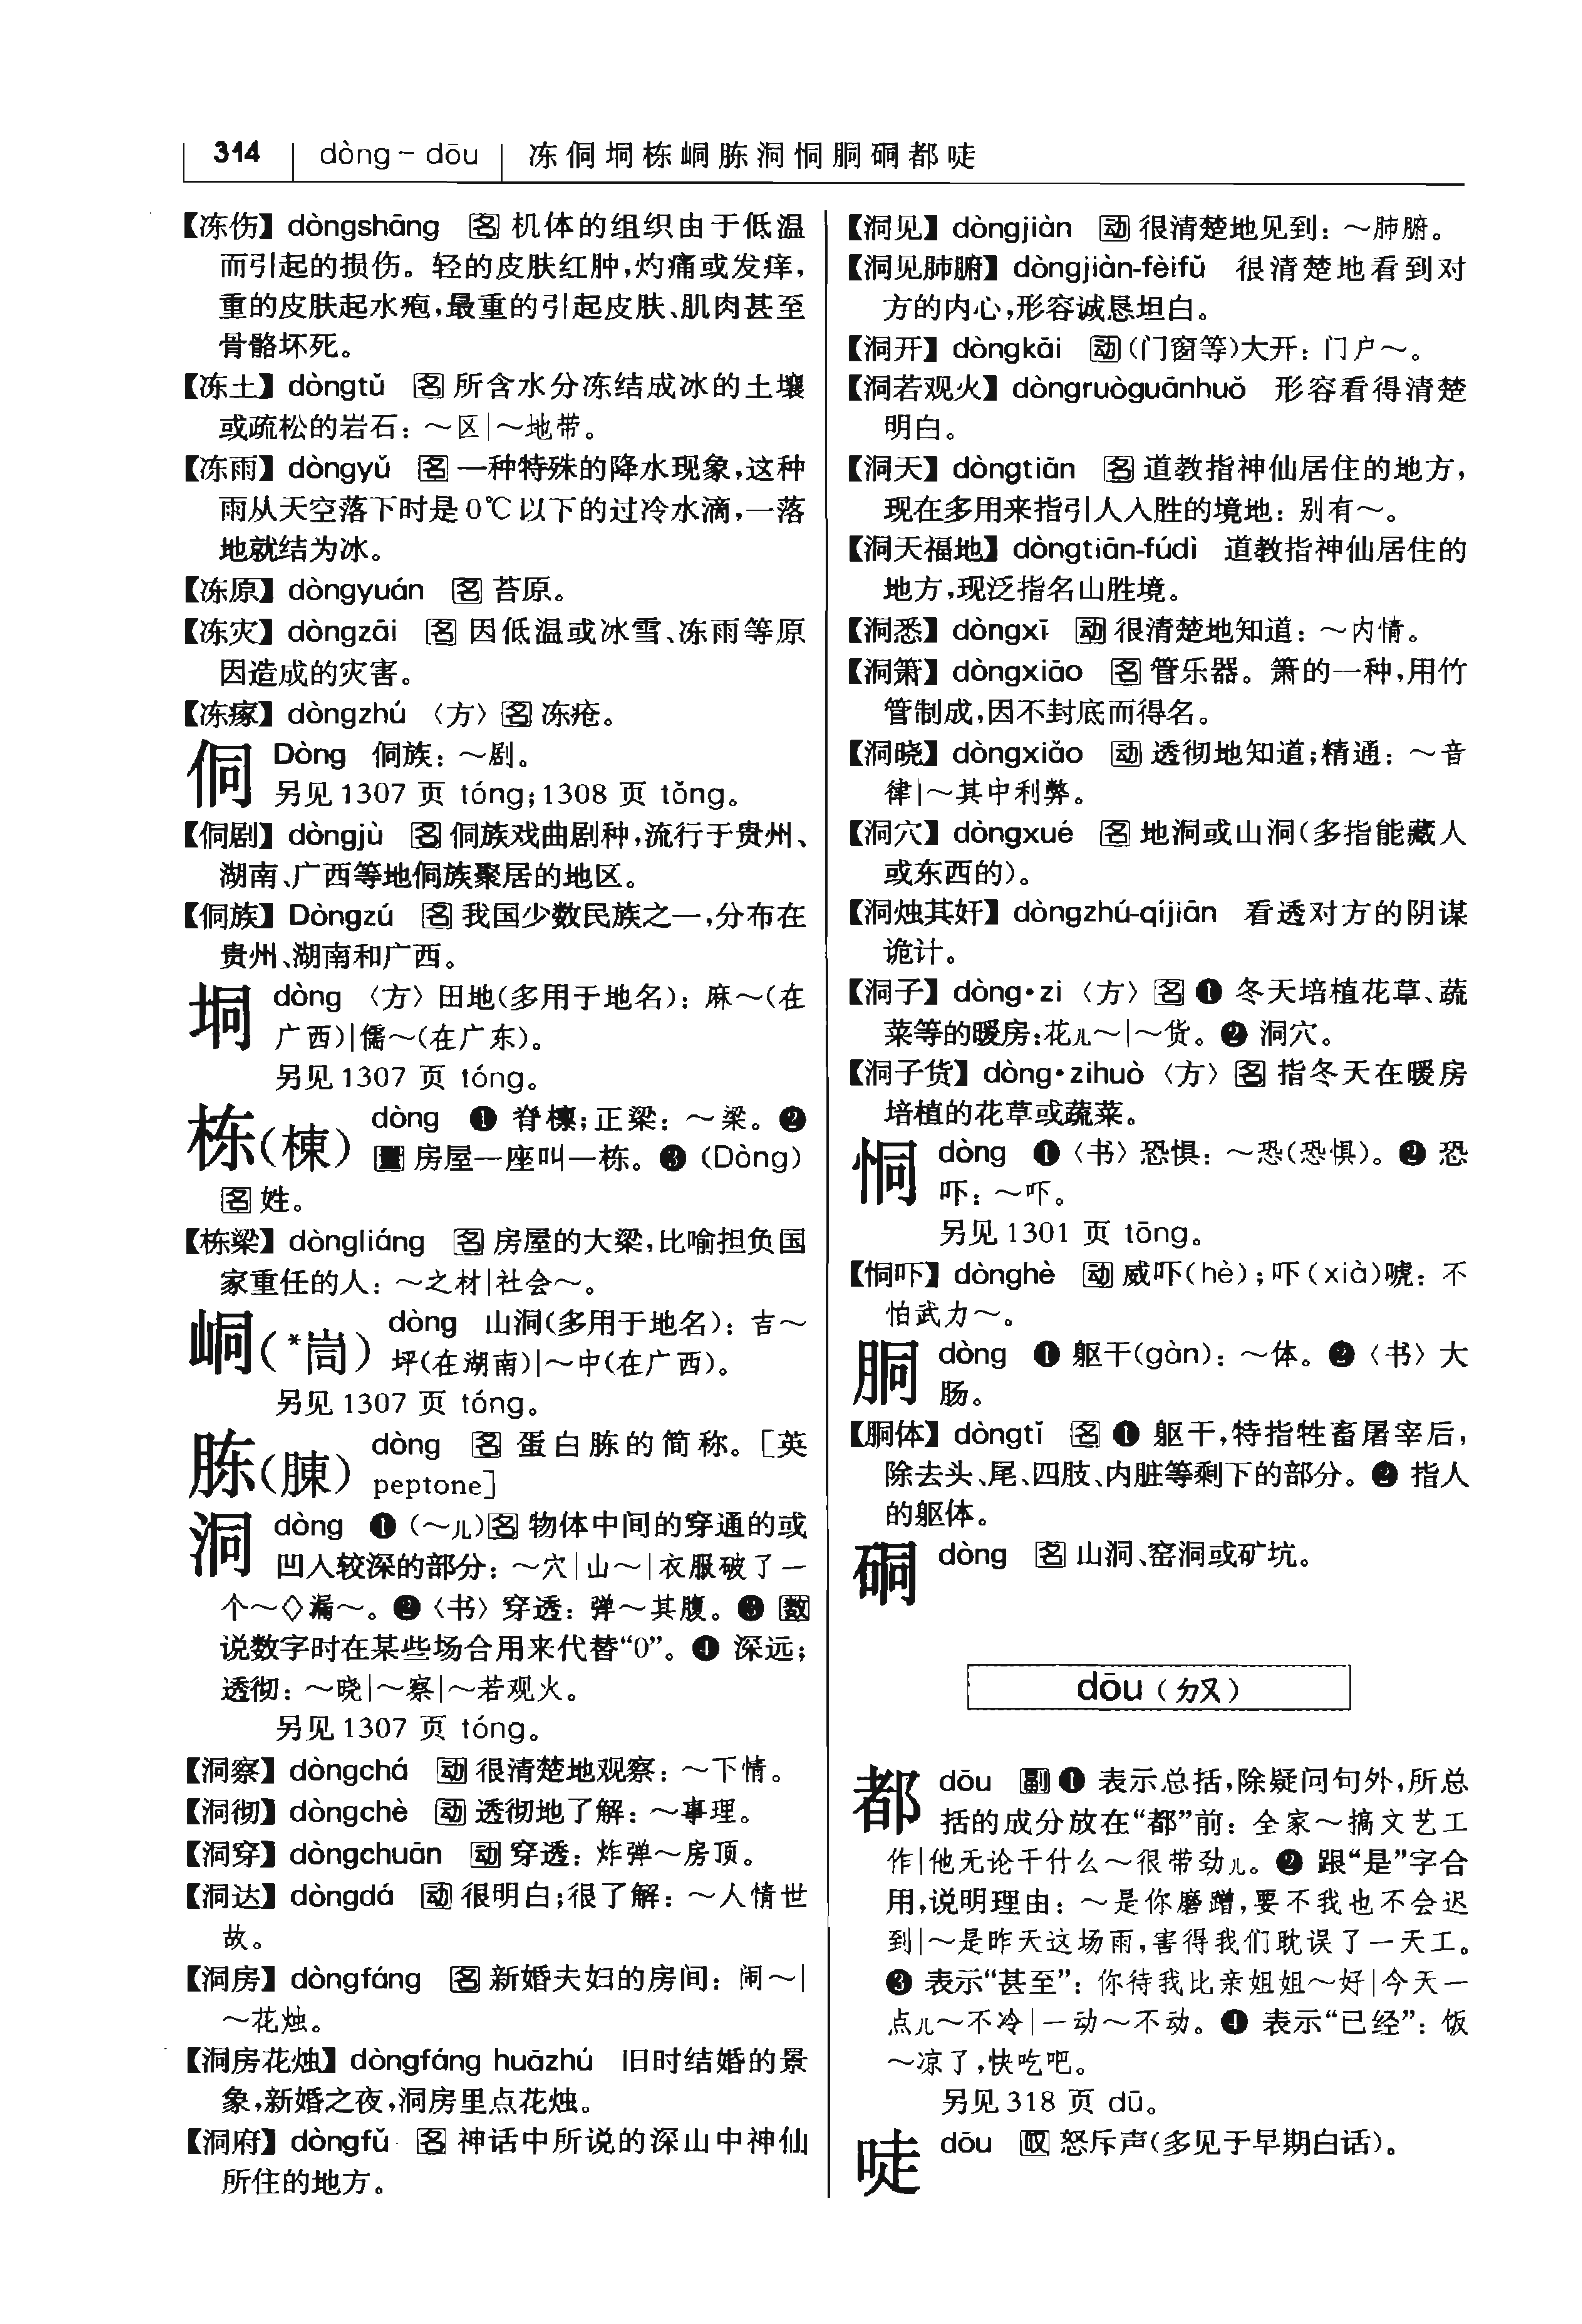 314 dòng－dōu 冻侗垌栋峒胨洞恫胴硐都唗
【冻伤】dòngshāng 名 机体的组织由于低温
而引起的损伤。轻的皮肤红肿,灼痛或发痒,
重的皮肤起水疱,最重的引起皮肤、肌肉甚至
骨骼坏死。
【冻土】dòngtǔ 名 所含水分冻结成冰的土壤
或疏松的岩石：～区|～地带。
【冻雨】dòngyǔ 名 一种特殊的降水现象,这种
雨从天空落下时是0℃以下的过冷水滴,一落
地就结为冰。
【冻原】dòngyuán 名 苔原。
【冻灾】dòngzāi 名 因低温或冰雪、冻雨等原
因造成的灾害。
【冻瘃】dòngzhú 〈方〉名 冻疮。
侗 Dòng 侗族：～剧。
另见1307 页 tóng;1308 页 tǒng。
【侗剧】dòngjù 名 侗族戏曲剧种,流行于贵州、
湖南、广西等地侗族聚居的地区。
【侗族】Dòngzú 名 我国少数民族之一,分布在
贵州、湖南和广西。
垌 dòng 〈方〉田地(多用于地名)：麻～(在
广西)|儒～(在广东)。
另见1307 页 tóng。
栋(棟) dòng ❶ 脊檩;正梁：～梁。❷
量 房屋一座叫一栋。❸ (Dòng)
名 姓。
【栋梁】dòngliáng 名 房屋的大梁,比喻担负国
家重任的人：～之材|社会～。
峒(*峝) dòng 山洞(多用于地名)：吉～
坪(在湖南)|～中(在广西)。
另见1307 页 tóng。
胨(腖) dòng 名 蛋白胨的简称。[英
peptone]
洞 dòng ❶ (～儿)名 物体中间的穿通的或
凹入较深的部分：～穴|山～|衣服破了一
个～◇漏～。❷〈书〉穿透：弹～其腹。❸ 数
说数字时在某些场合用来代替“0”。❹ 深远;
透彻：～晓|～察|～若观火。
另见1307 页 tóng。
【洞察】dòngchá 动 很清楚地观察：～下情。
【洞彻】dòngchè 动 透彻地了解：～事理。
【洞穿】dòngchuān 动 穿透：炸弹～房顶。
【洞达】dòngdá 动 很明白;很了解：～人情世
故。
【洞房】dòngfáng 名 新婚夫妇的房间：闹～|
～花烛。
【洞房花烛】dòngfáng huāzhú 旧时结婚的景
象,新婚之夜,洞房里点花烛。
【洞府】dòngfǔ 名 神话中所说的深山中神仙
所住的地方。
【洞见】dòngjiàn 动 很清楚地见到：～肺腑。
【洞见肺腑】dòngjiàn-fèifǔ 很清楚地看到对
方的内心,形容诚恳坦白。
【洞开】dòngkāi 动 (门窗等)大开：门户～。
【洞若观火】dòngruòguānhuǒ 形容看得清楚
明白。
【洞天】dòngtiān 名 道教指神仙居住的地方,
现在多用来指引人入胜的境地：别有～。
【洞天福地】dòngtiān-fúdì 道教指神仙居住的
地方,现泛指名山胜境。
【洞悉】dòngxī 动 很清楚地知道：～内情。
【洞箫】dòngxiāo 名 管乐器。箫的一种,用竹
管制成,因不封底而得名。
【洞晓】dòngxiǎo 动 透彻地知道;精通：～音
律|～其中利弊。
【洞穴】dòngxué 名 地洞或山洞(多指能藏人
或东西的)。
【洞烛其奸】dòngzhú-qíjiān 看透对方的阴谋
诡计。
【洞子】dòng•zi 〈方〉名 ❶ 冬天培植花草、蔬
菜等的暖房:花儿～|～货。❷ 洞穴。
【洞子货】dòng•zihuò〈方〉名 指冬天在暖房
培植的花草或蔬菜。
恫 dòng ❶〈书〉恐惧：～恐(恐惧)。❷ 恐
吓：～吓。
另见1301 页 tōng。
【恫吓】dònghè 动 威吓(hè);吓(xià)唬：不
怕武力～。
胴 dòng ❶ 躯干(gàn)：～体。❷〈书〉大
肠。
【胴体】dòngtǐ 名 ❶ 躯干,特指牲畜屠宰后,
除去头、尾、四肢、内脏等剩下的部分。❷ 指人
的躯体。
硐 dòng 名 山洞、窑洞或矿坑。
dōu (ㄉㄡ)
都 dōu 副 ❶ 表示总括,除疑问句外,所总
括的成分放在“都”前：全家～搞文艺工
作|他无论干什么～很带劲儿。❷ 跟“是”字合
用,说明理由：～是你磨蹭,要不我也不会迟
到|～是昨天这场雨,害得我们耽误了一天工。
❸ 表示“甚至”：你待我比亲姐姐～好|今天一
点儿～不冷|一动～不动。❹ 表示“已经”：饭
～凉了,快吃吧。
另见318 页 dū。
唗 dōu 叹 怒斥声(多见于早期白话)。